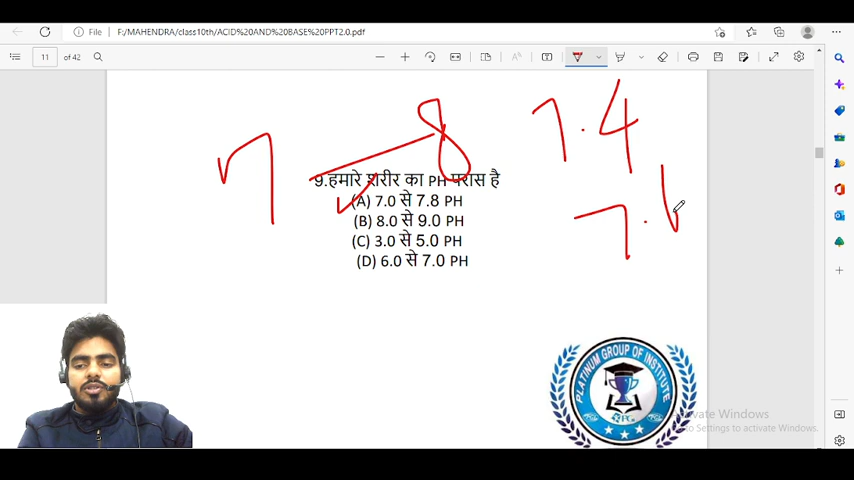 File
F:/MAHENDRA/class10th/ACID%20AND%20BASE%20PPT2.0.pdf
11 of 42
7 8 7.4
9.हमारे शरीर का PH परास है
(A) 7.0 से 7.8 PH
(B) 8.0 से 9.0 PH
(C) 3.0 से 5.0 PH
(D) 6.0 से 7.0 PH
PLATINUM GROUP OF INSTITUTE
PG
Activate Windows
Go to Settings to activate Windows.